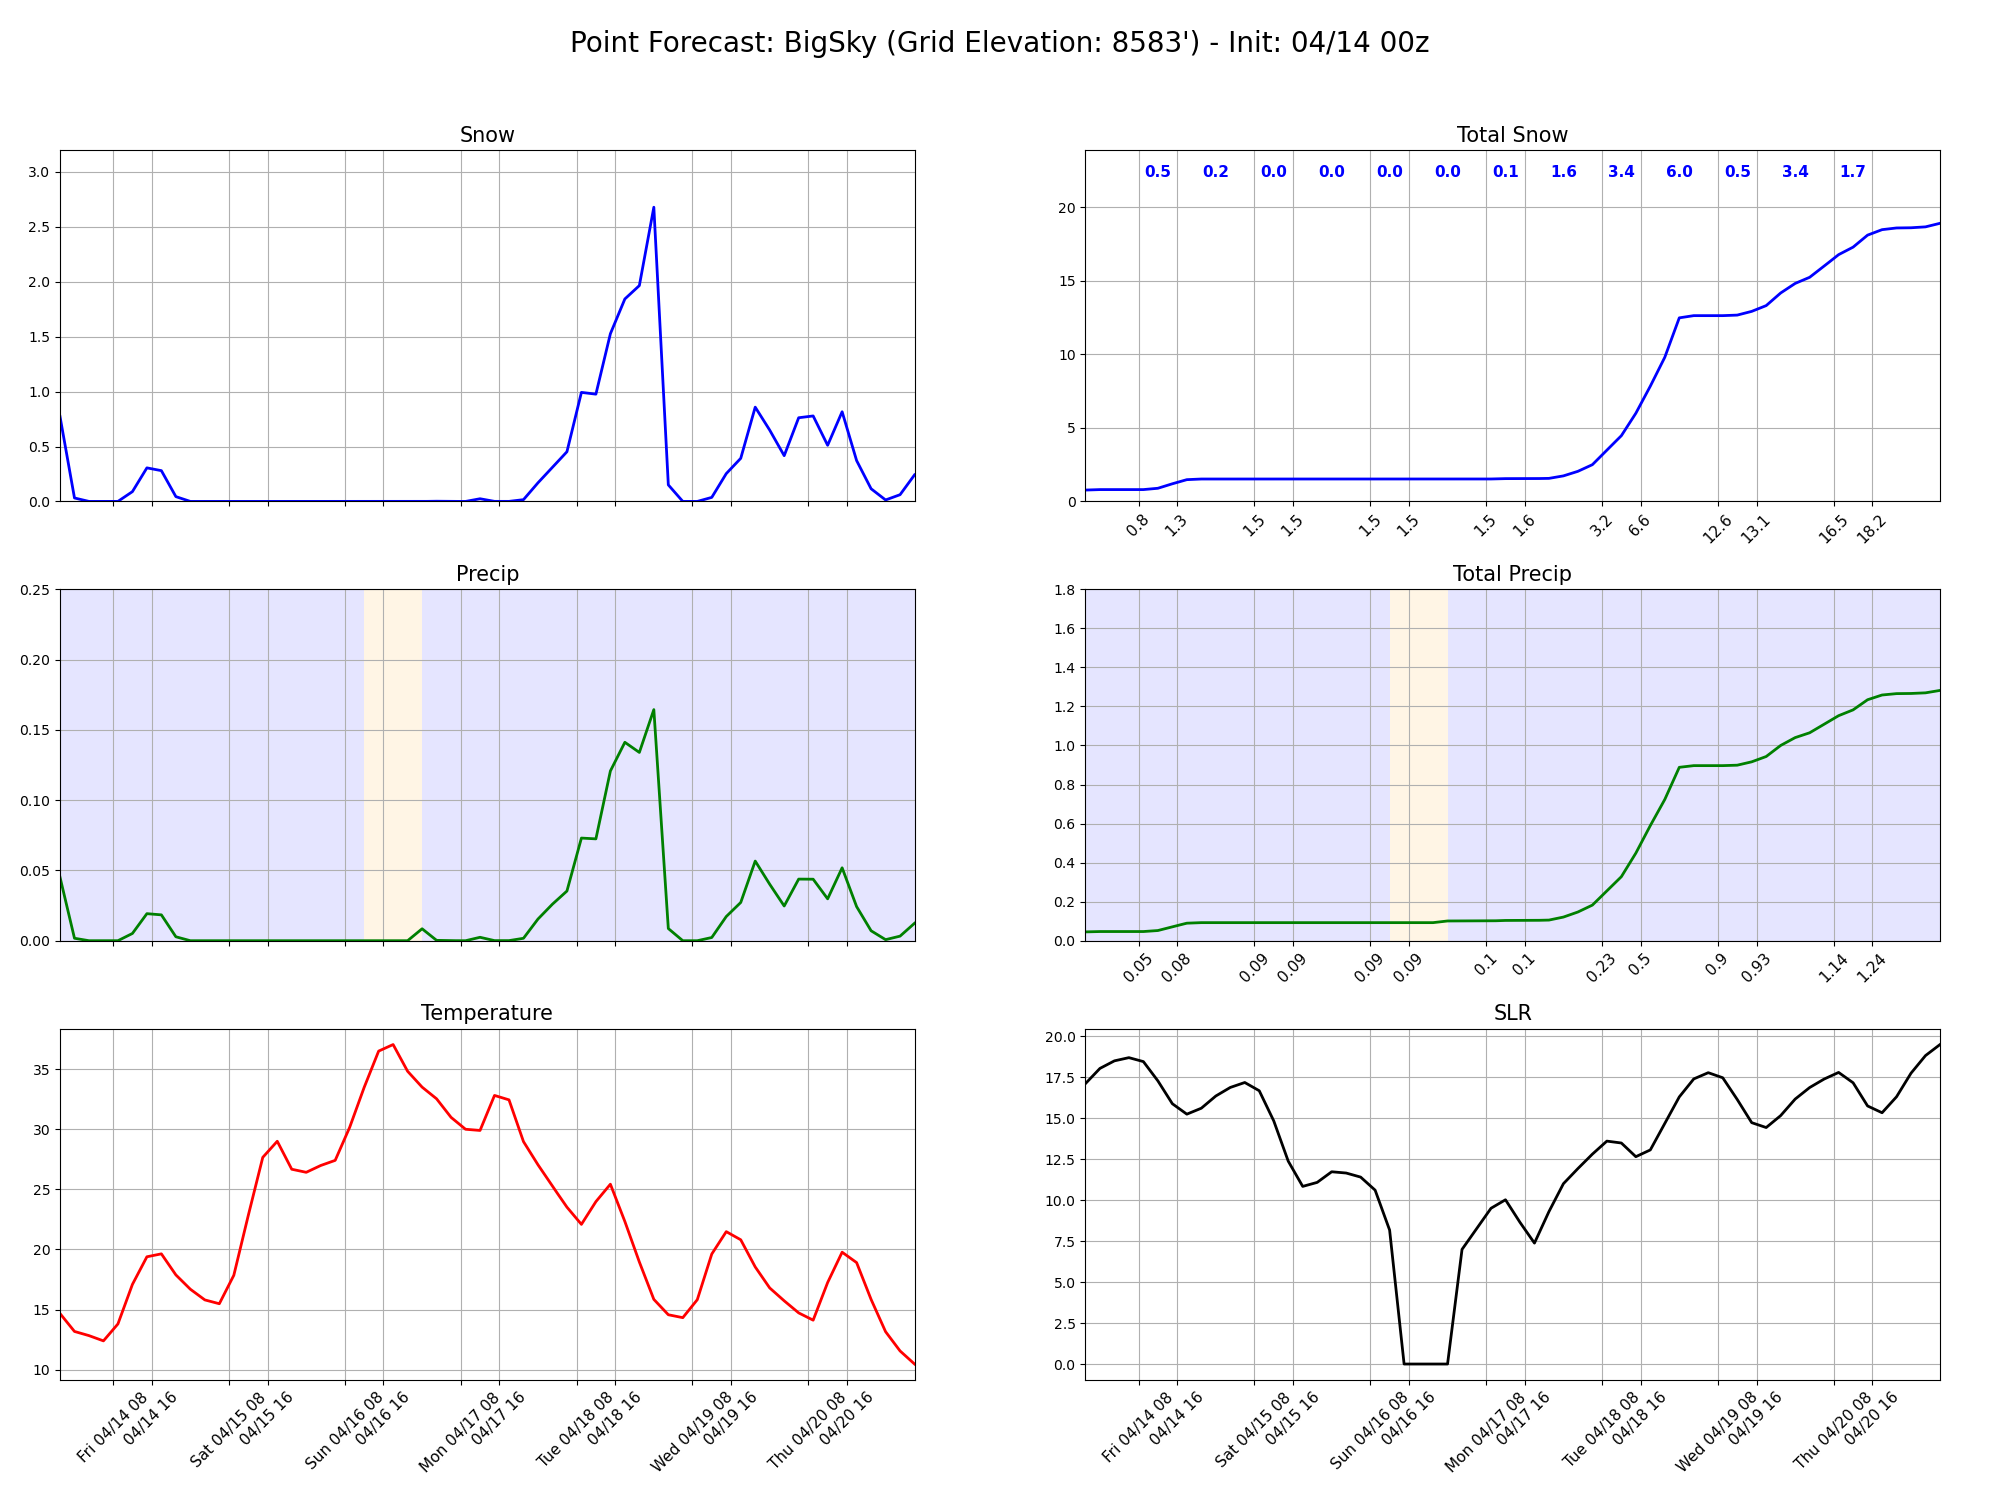 Point Forecast: BigSky (Grid Elevation: 8583') - Init: 04/14 00z
Snow
3.0
2.5
2.0
1.5
1.0
0.5
0.0
Total Snow
0.5 0.2 0.0 0.0 0.0 0.0 0.1 1.6 3.4 6.0 0.5 3.4 1.7
20
15
10
5
0
0.8 1.3 1.5 1.5 1.5 1.5 1.5 1.6 3.2 6.6 12.6 13.1 16.5 18.2
Precip
0.25
0.20
0.15
0.10
0.05
0.00
Total Precip
1.8
1.6
1.4
1.2
1.0
0.8
0.6
0.4
0.2
0.0
0.05 0.08 0.09 0.09 0.09 0.09 0.1 0.1 0.23 0.5 0.9 0.93 1.14 1.24
Temperature
35
30
25
20
15
10
Fri 04/14 08
04/14 16
Sat 04/15 08
04/15 16
Sun 04/16 08
04/16 16
Mon 04/17 08
04/17 16
Tue 04/18 08
04/18 16
Wed 04/19 08
04/19 16
Thu 04/20 08
04/20 16
SLR
20.0
17.5
15.0
12.5
10.0
7.5
5.0
2.5
0.0
Fri 04/14 08
04/14 16
Sat 04/15 08
04/15 16
Sun 04/16 08
04/16 16
Mon 04/17 08
04/17 16
Tue 04/18 08
04/18 16
Wed 04/19 08
04/19 16
Thu 04/20 08
04/20 16